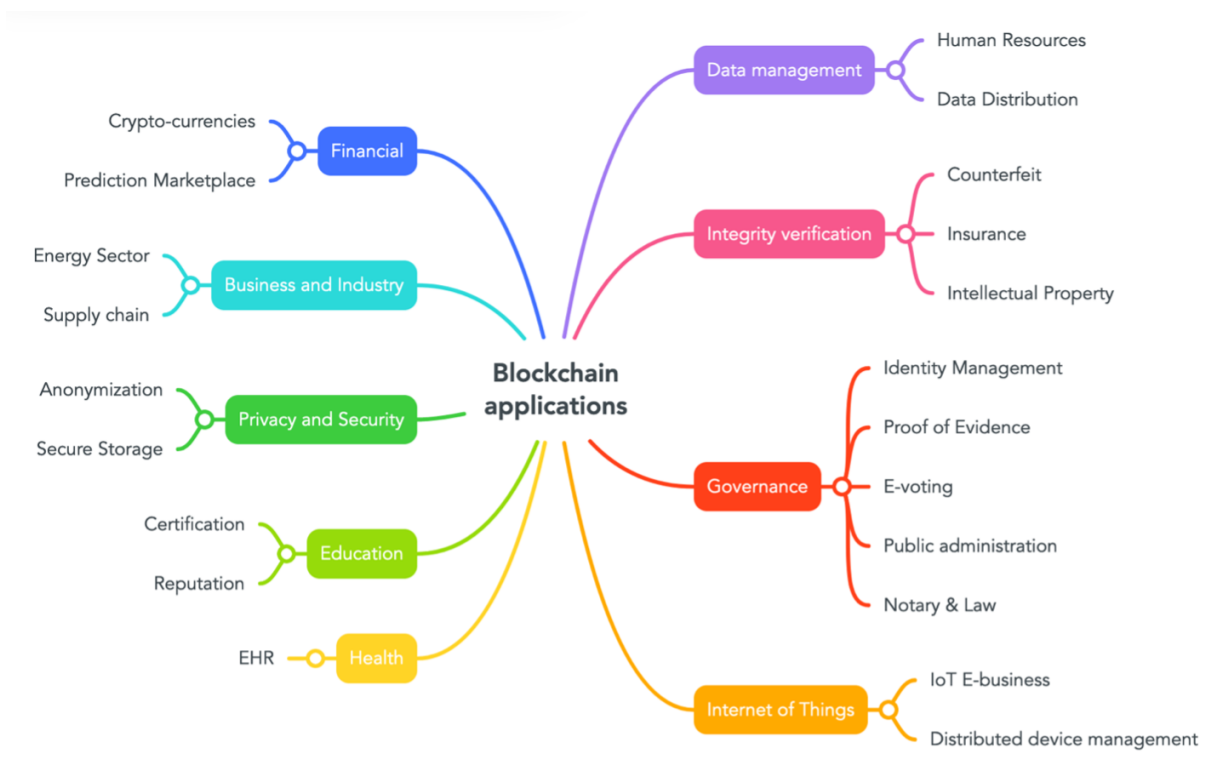 Blockchain
applications
Financial
Crypto-currencies
Prediction Marketplace
Business and Industry
Energy Sector
Supply chain
Privacy and Security
Anonymization
Secure Storage
Education
Certification
Reputation
Health
EHR
Data management
Human Resources
Data Distribution
Integrity verification
Counterfeit
Insurance
Intellectual Property
Governance
Identity Management
Proof of Evidence
E-voting
Public administration
Notary & Law
Internet of Things
IoT E-business
Distributed device management